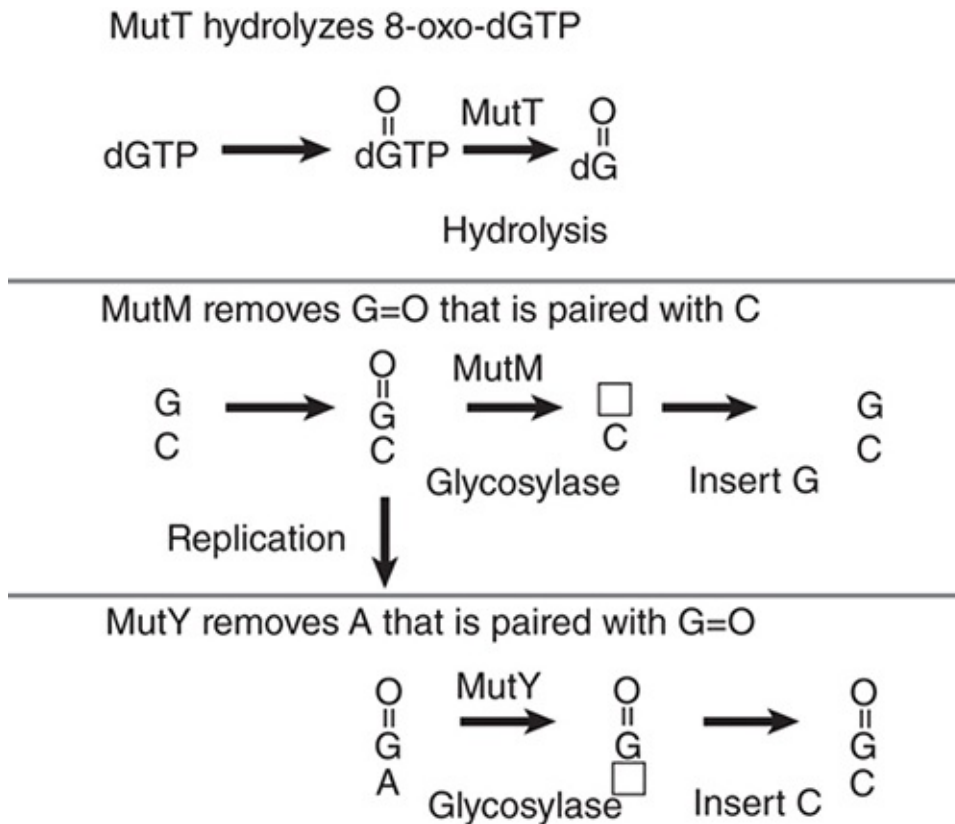 MutT hydrolyzes 8-oxo-dGTP
O
||
dGTP
MutT
O
||
dGTP
dG
Hydrolysis
MutM removes G=O that is paired with C
G
C
O
||
G
C
MutM
C
G
C
Glycosylase
Insert G
Replication
MutY removes A that is paired with G=O
O
||
G
A
MutY
O
||
G
O
||
G
C
Glycosylase
Insert C